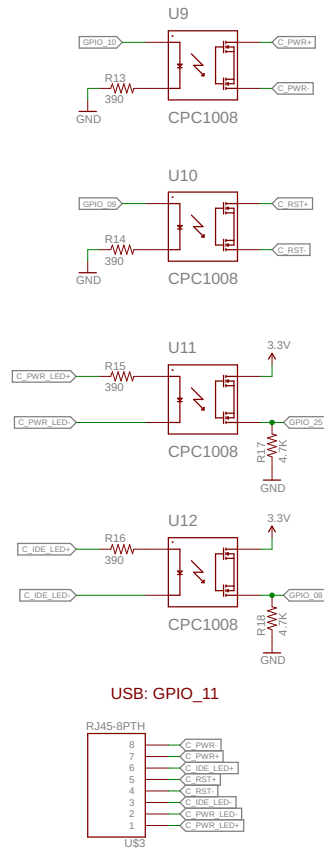 U9
GPIO_10
C_PWR+
R13
390
C_PWR-
GND
CPC1008
U10
GPIO_09
C_RST+
R14
390
C_RST-
GND
CPC1008
U11
3.3V
R15
C_PWR_LED+
390
C_PWR_LED-
GPIO_25
R17
4.7K
CPC1008
GND
U12
3.3V
R16
C_IDE_LED+
390
C_IDE_LED-
GPIO_08
R18
4.7K
CPC1008
GND
USB: GPIO_11
RJ45-8PTH
8 C_PWR-
7 C_PWR+
6 C_IDE_LED+
5 C_RST+
4 C_RST-
3 C_IDE_LED-
2 C_PWR_LED-
1 C_PWR_LED+
U$3